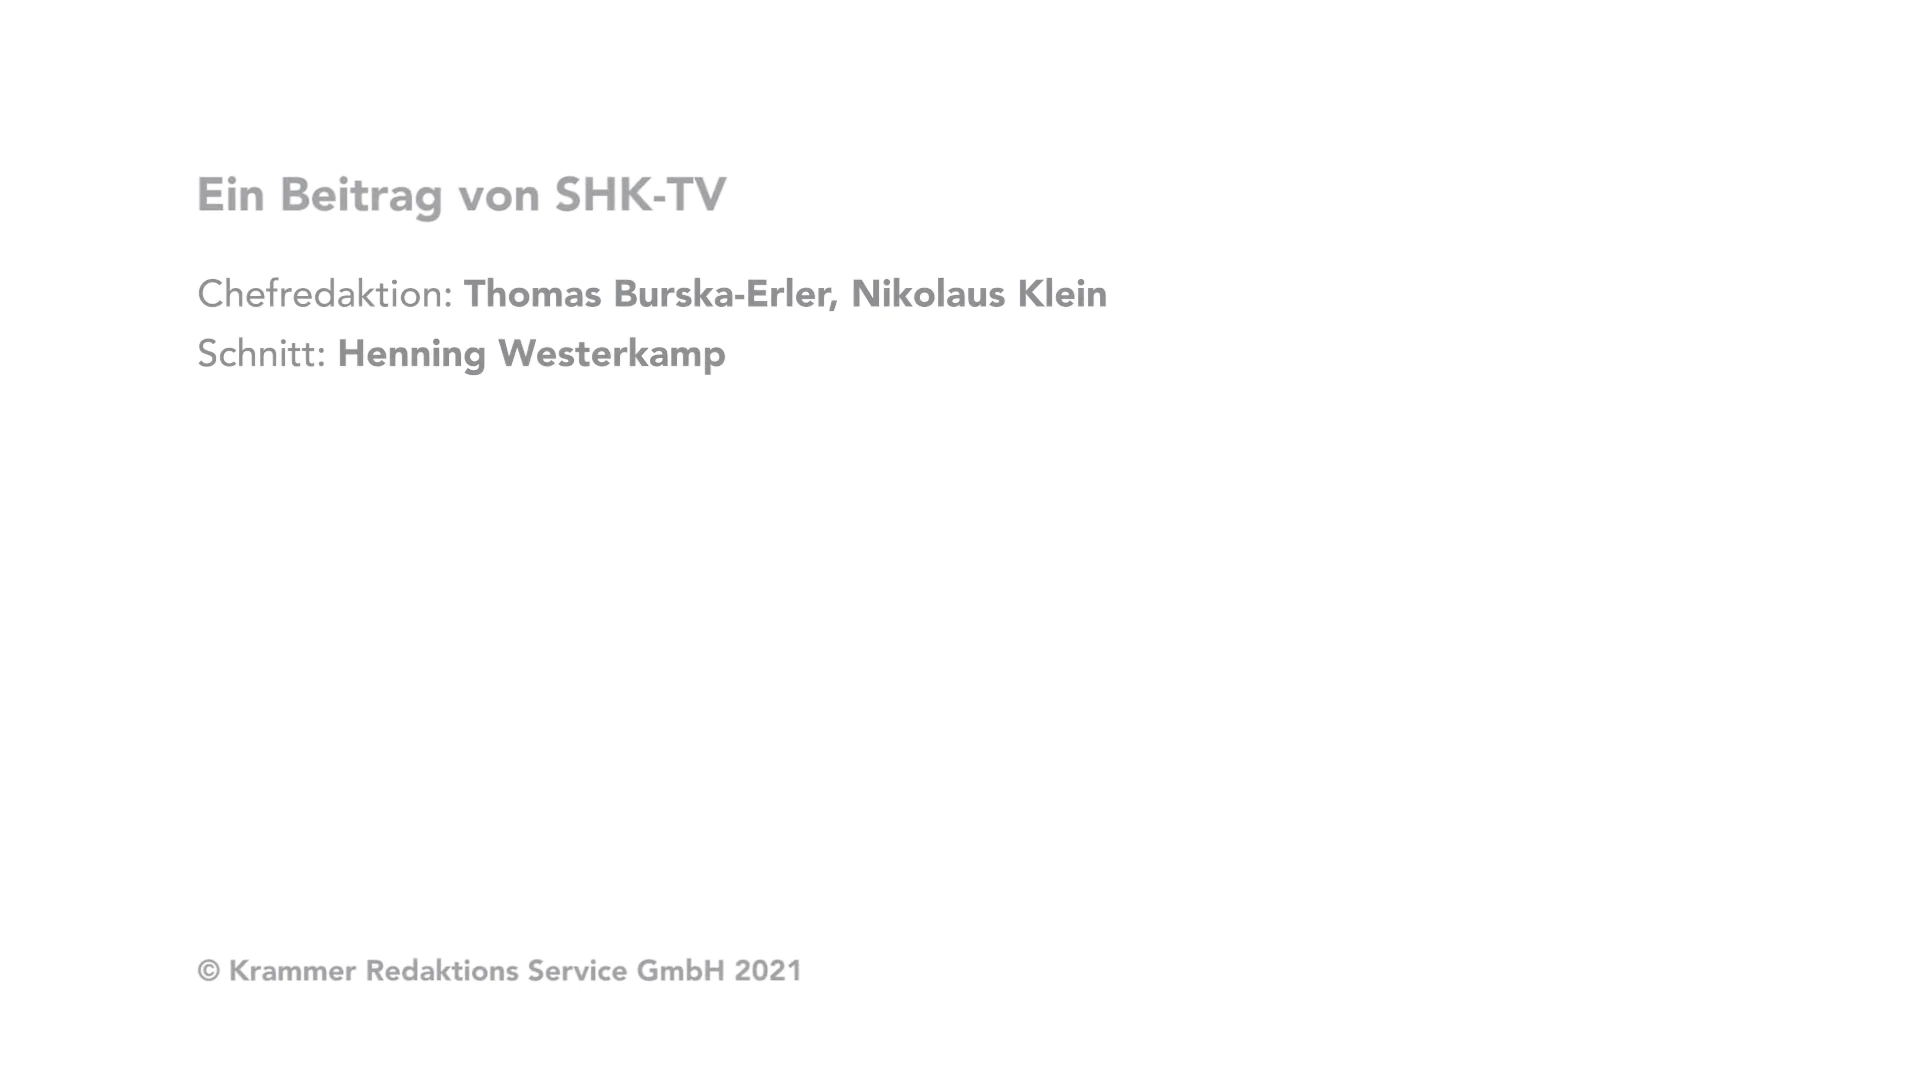 Ein Beitrag von SHK-TV
Chefredaktion: Thomas Burska-Erler, Nikolaus Klein
Schnitt: Henning Westerkamp
© Krammer Redaktions Service GmbH 2021